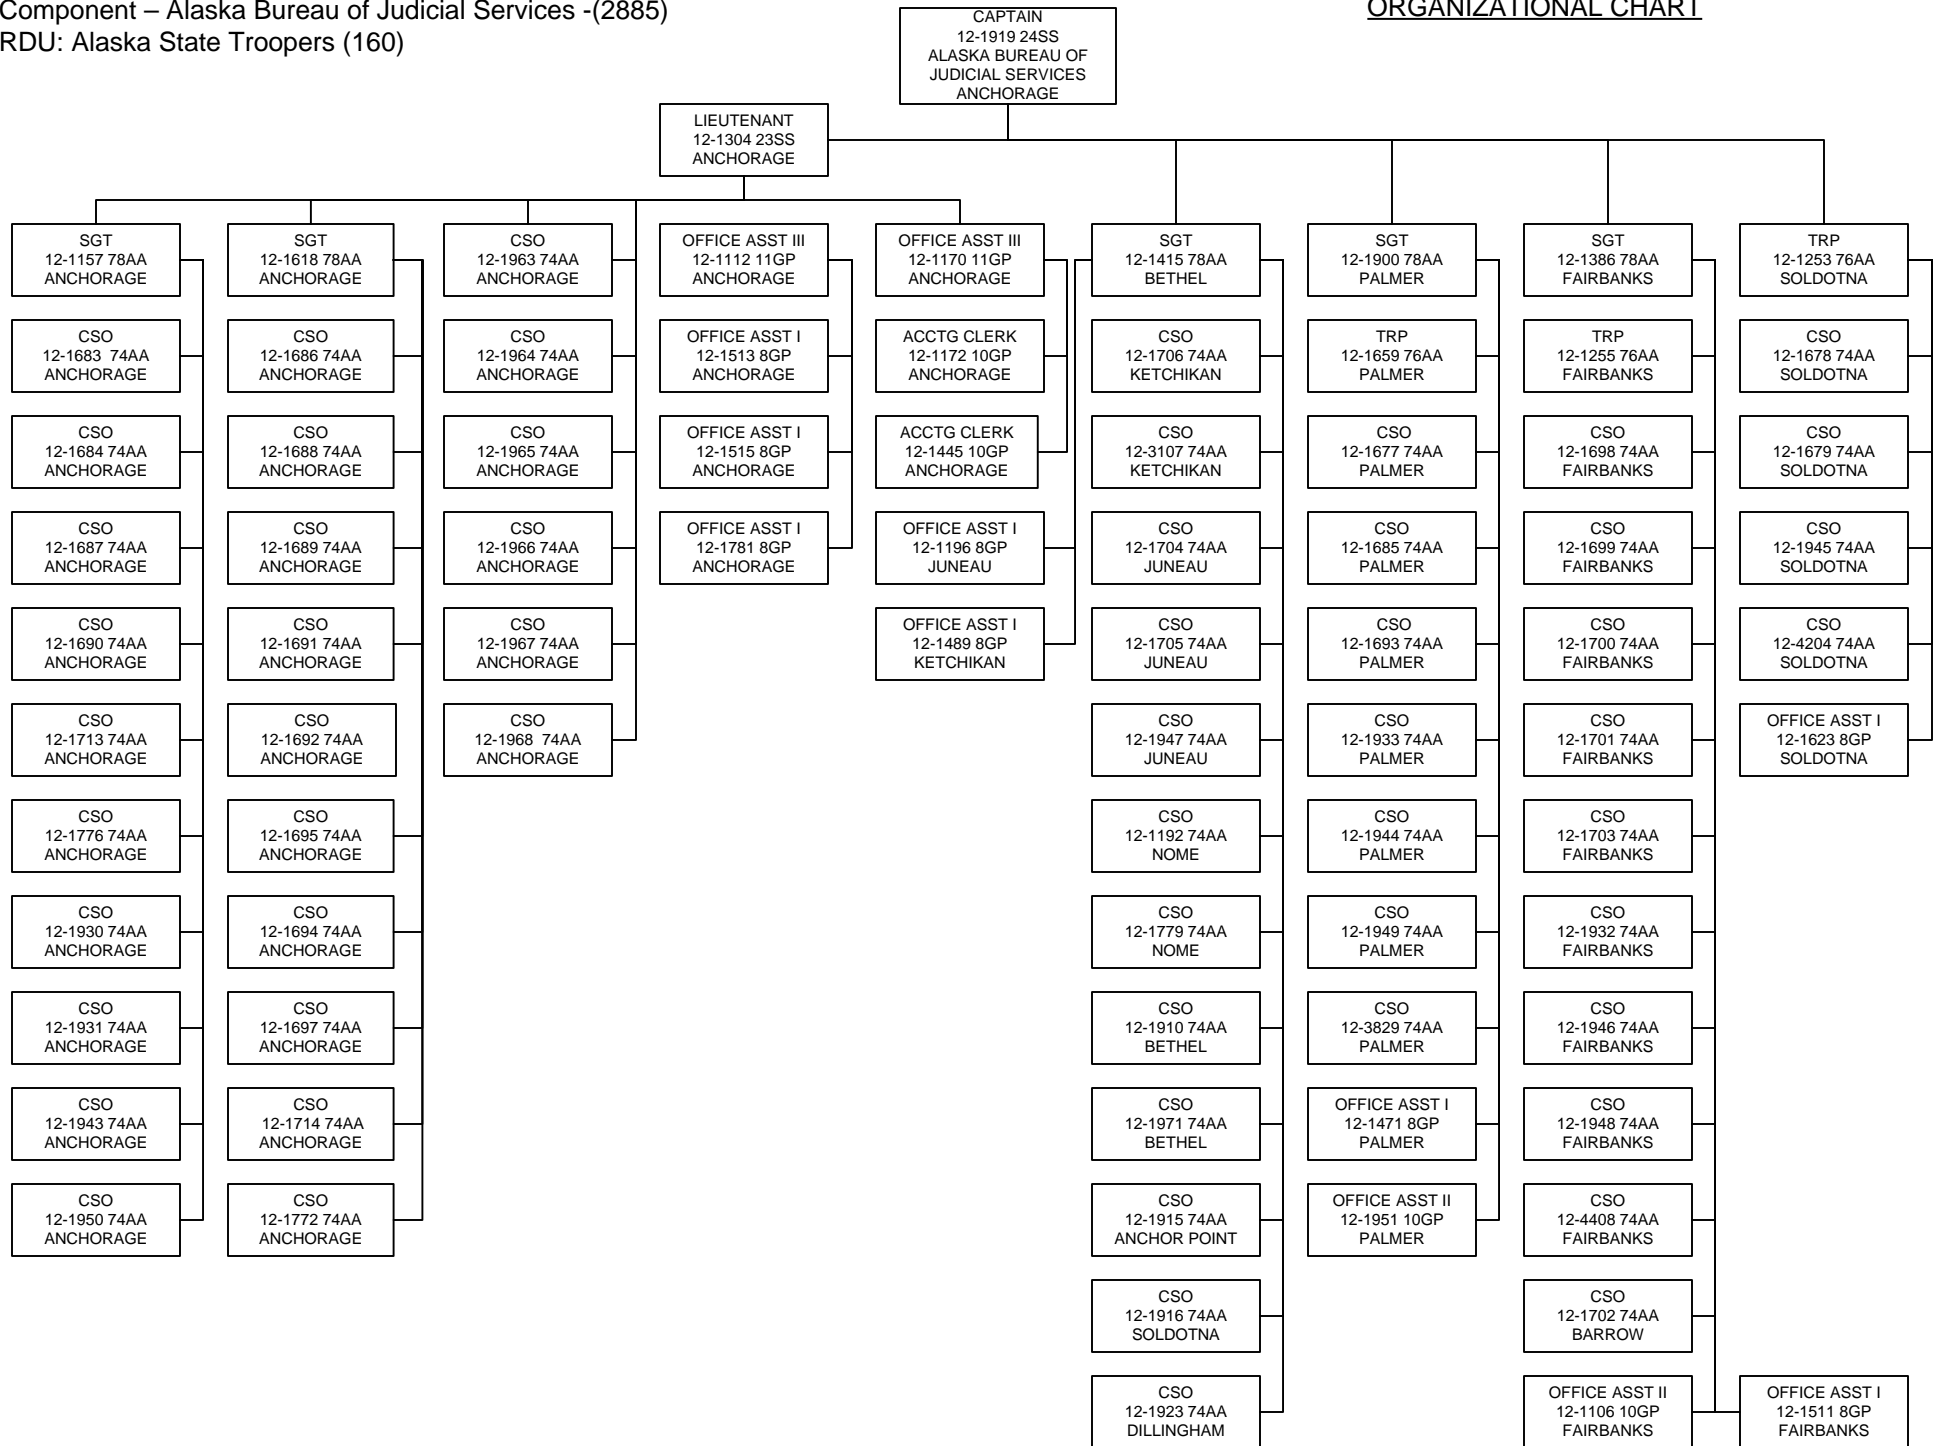 Component – Alaska Bureau of Judicial Services -(2885)
RDU: Alaska State Troopers (160)
ORGANIZATIONAL CHART
CAPTAIN
12-1919 24SS
ALASKA BUREAU OF
JUDICIAL SERVICES
ANCHORAGE
LIEUTENANT
12-1304 23SS
ANCHORAGE
SGT
12-1157 78AA
ANCHORAGE
CSO
12-1683 74AA
ANCHORAGE
CSO
12-1684 74AA
ANCHORAGE
CSO
12-1687 74AA
ANCHORAGE
CSO
12-1690 74AA
ANCHORAGE
CSO
12-1713 74AA
ANCHORAGE
CSO
12-1776 74AA
ANCHORAGE
CSO
12-1930 74AA
ANCHORAGE
CSO
12-1931 74AA
ANCHORAGE
CSO
12-1943 74AA
ANCHORAGE
CSO
12-1950 74AA
ANCHORAGE
SGT
12-1618 78AA
ANCHORAGE
CSO
12-1686 74AA
ANCHORAGE
CSO
12-1688 74AA
ANCHORAGE
CSO
12-1689 74AA
ANCHORAGE
CSO
12-1691 74AA
ANCHORAGE
CSO
12-1692 74AA
ANCHORAGE
CSO
12-1695 74AA
ANCHORAGE
CSO
12-1694 74AA
ANCHORAGE
CSO
12-1697 74AA
ANCHORAGE
CSO
12-1714 74AA
ANCHORAGE
CSO
12-1772 74AA
ANCHORAGE
CSO
12-1963 74AA
ANCHORAGE
CSO
12-1964 74AA
ANCHORAGE
CSO
12-1965 74AA
ANCHORAGE
CSO
12-1966 74AA
ANCHORAGE
CSO
12-1967 74AA
ANCHORAGE
CSO
12-1968 74AA
ANCHORAGE
OFFICE ASST III
12-1112 11GP
ANCHORAGE
OFFICE ASST I
12-1513 8GP
ANCHORAGE
OFFICE ASST I
12-1515 8GP
ANCHORAGE
OFFICE ASST I
12-1781 8GP
ANCHORAGE
OFFICE ASST III
12-1170 11GP
ANCHORAGE
ACCTG CLERK
12-1172 10GP
ANCHORAGE
ACCTG CLERK
12-1445 10GP
ANCHORAGE
OFFICE ASST I
12-1196 8GP
JUNEAU
OFFICE ASST I
12-1489 8GP
KETCHIKAN
SGT
12-1415 78AA
BETHEL
CSO
12-1706 74AA
KETCHIKAN
CSO
12-3107 74AA
KETCHIKAN
CSO
12-1704 74AA
JUNEAU
CSO
12-1705 74AA
JUNEAU
CSO
12-1947 74AA
JUNEAU
CSO
12-1192 74AA
NOME
CSO
12-1779 74AA
NOME
CSO
12-1910 74AA
BETHEL
CSO
12-1971 74AA
BETHEL
CSO
12-1915 74AA
ANCHOR POINT
CSO
12-1916 74AA
SOLDOTNA
CSO
12-1923 74AA
DILLINGHAM
SGT
12-1900 78AA
PALMER
TRP
12-1659 76AA
PALMER
CSO
12-1677 74AA
PALMER
CSO
12-1685 74AA
PALMER
CSO
12-1693 74AA
PALMER
CSO
12-1933 74AA
PALMER
CSO
12-1944 74AA
PALMER
CSO
12-1949 74AA
PALMER
CSO
12-3829 74AA
PALMER
OFFICE ASST I
12-1471 8GP
PALMER
OFFICE ASST II
12-1951 10GP
PALMER
SGT
12-1386 78AA
FAIRBANKS
TRP
12-1255 76AA
FAIRBANKS
CSO
12-1698 74AA
FAIRBANKS
CSO
12-1699 74AA
FAIRBANKS
CSO
12-1700 74AA
FAIRBANKS
CSO
12-1701 74AA
FAIRBANKS
CSO
12-1703 74AA
FAIRBANKS
CSO
12-1932 74AA
FAIRBANKS
CSO
12-1946 74AA
FAIRBANKS
CSO
12-1948 74AA
FAIRBANKS
CSO
12-4408 74AA
FAIRBANKS
CSO
12-1702 74AA
BARROW
OFFICE ASST II
12-1106 10GP
FAIRBANKS
TRP
12-1253 76AA
SOLDOTNA
CSO
12-1678 74AA
SOLDOTNA
CSO
12-1679 74AA
SOLDOTNA
CSO
12-1945 74AA
SOLDOTNA
CSO
12-4204 74AA
SOLDOTNA
OFFICE ASST I
12-1623 8GP
SOLDOTNA
OFFICE ASST I
12-1511 8GP
FAIRBANKS